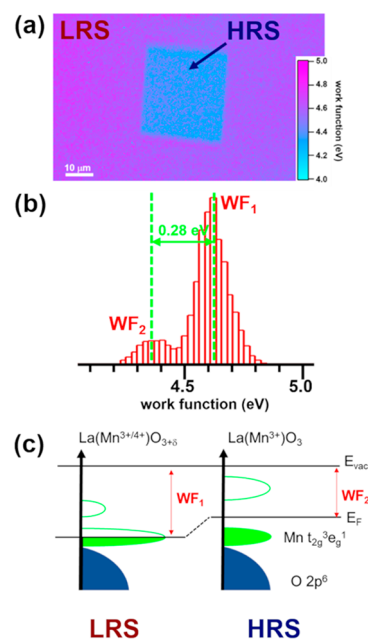 (a)
LRS
HRS
5.0
4.8
4.6
4.4
4.2
4.0
work function (eV)
10 μm
(b)
WF₁
0.28 eV
WF₂
4.5
5.0
work function (eV)
(c)
La(Mn³⁺/⁴⁺)O₃₊δ
La(Mn³⁺)O₃
Evac
WF₁
WF₂
EF
Mn t₂g³eg¹
O 2p⁶
LRS
HRS